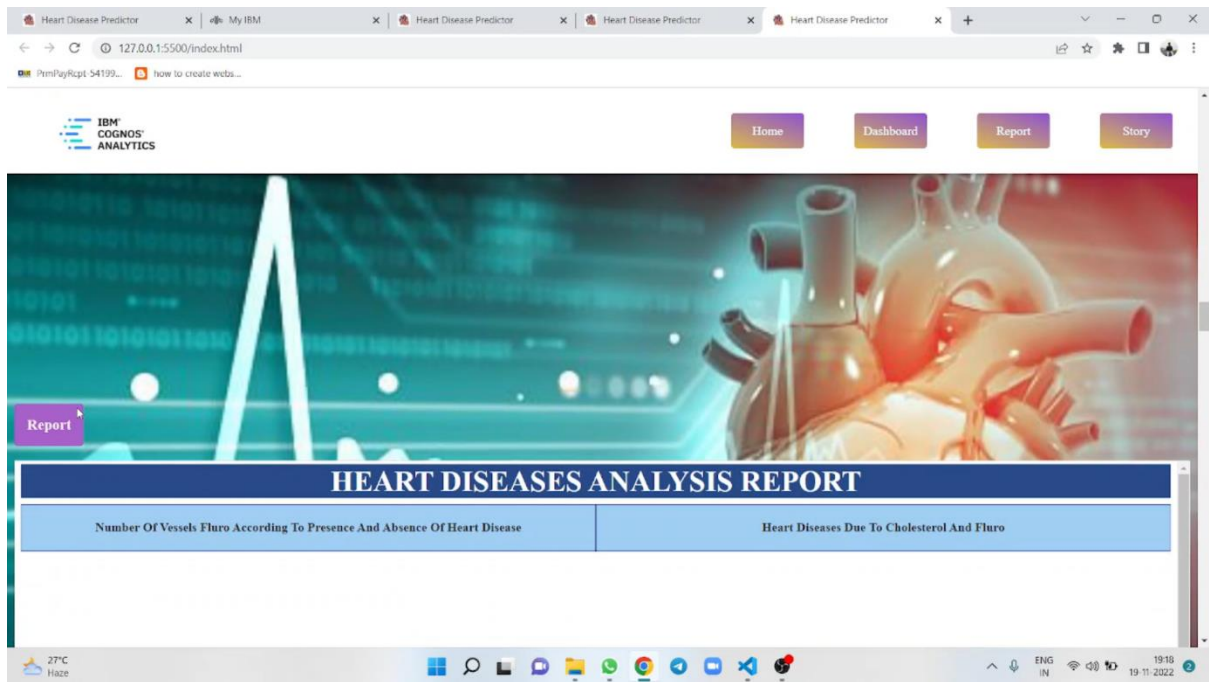 Heart Disease Predictor
My IBM
Heart Disease Predictor
Heart Disease Predictor
Heart Disease Predictor
127.0.0.1:5500/index.html
PrmPayRcpt-54199...
how to create webs...
IBM
COGNOS
ANALYTICS
Home
Dashboard
Report
Story
Report
HEART DISEASES ANALYSIS REPORT
Number Of Vessels Fluro According To Presence And Absence Of Heart Disease
Heart Diseases Due To Cholesterol And Fluro
27°C
Haze
ENG
IN
19:18
19-11-2022
2